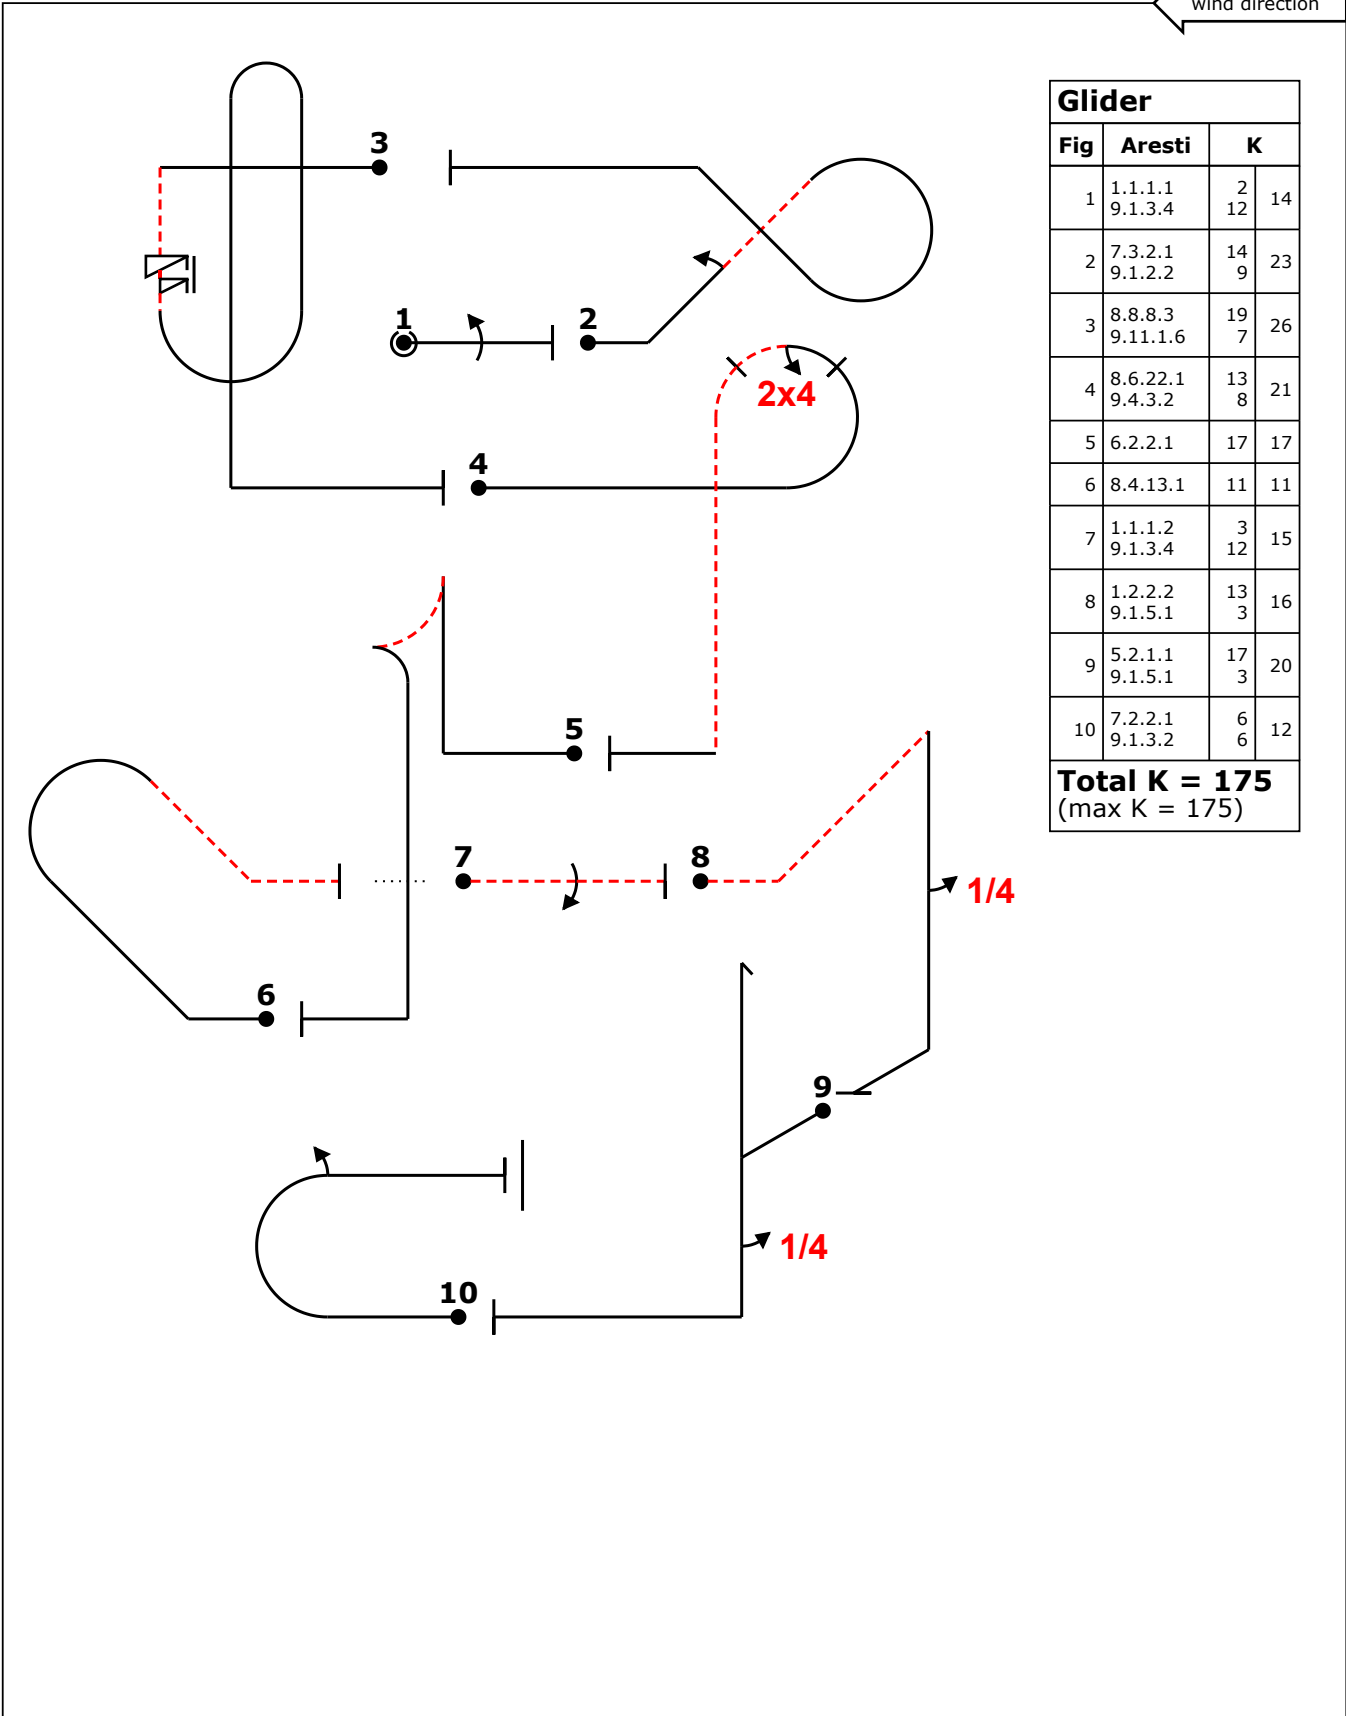 wind direction
Glider
Fig Aresti K
1 1.1.1.1 2 14
9.1.3.4 12
2 7.3.2.1 14 23
9.1.2.2 9
3 8.8.8.3 19 26
9.11.1.6 7
4 8.6.22.1 13 21
9.4.3.2 8
5 6.2.2.1 17 17
6 8.4.13.1 11 11
7 1.1.1.2 3 15
9.1.3.4 12
8 1.2.2.2 13 16
9.1.5.1 3
9 5.2.1.1 17 20
9.1.5.1 3
10 7.2.2.1 6 12
9.1.3.2 6
Total K = 175
(max K = 175)
3
1
2
2x4
4
5
7
8
1/4
6
9
1/4
10